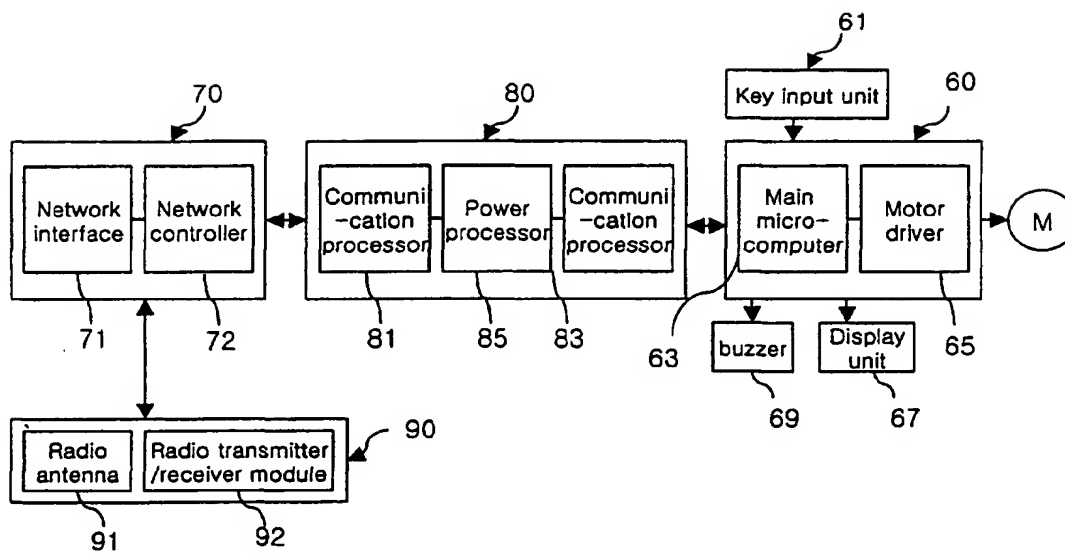 61
Key input unit
60
70
80
Network
interface
Network
controller
Communi
-cation
processor
Power
processor
Communi
-cation
processor
Main
micro-
computer
Motor
driver
M
71
72
81
85
83
63
buzzer
Display
unit
65
69
67
Radio
antenna
Radio transmitter
/receiver module
90
91
92